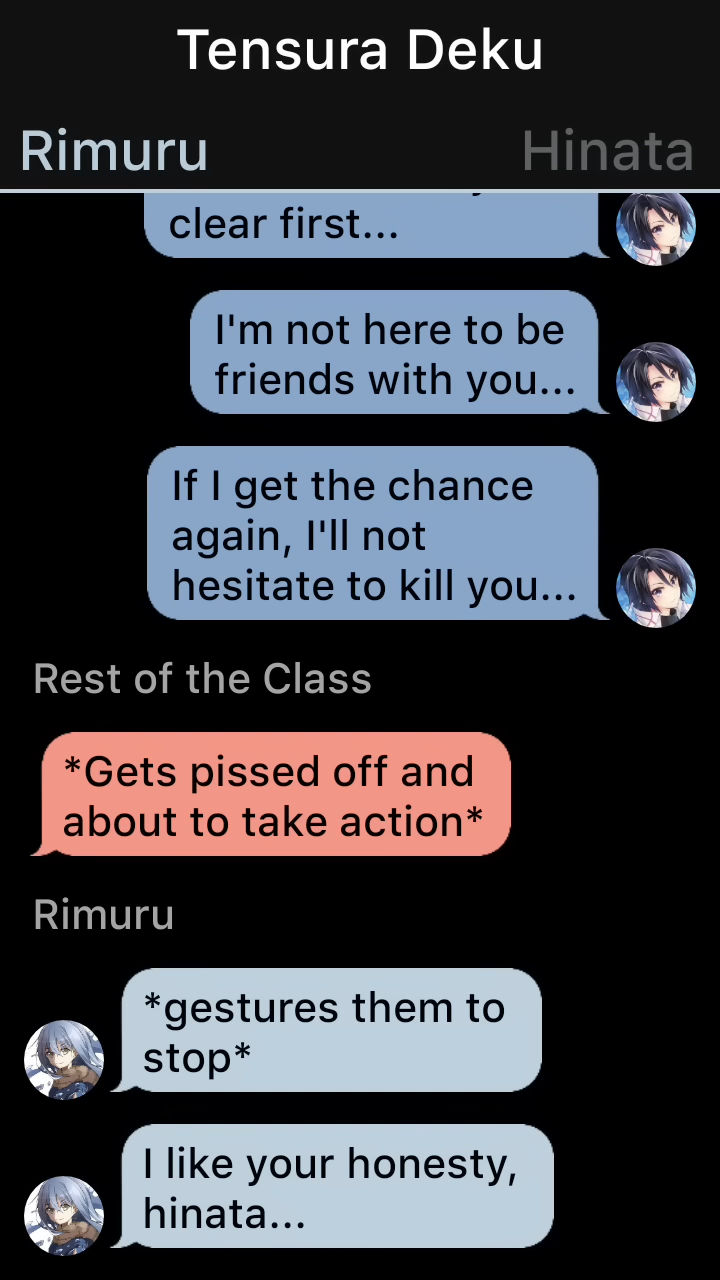 Tensura Deku
Rimuru
Hinata
clear first...
I'm not here to be
friends with you...
If I get the chance
again, I'll not
hesitate to kill you...
Rest of the Class
*Gets pissed off and
about to take action*
Rimuru
*gestures them to
stop*
I like your honesty,
hinata...